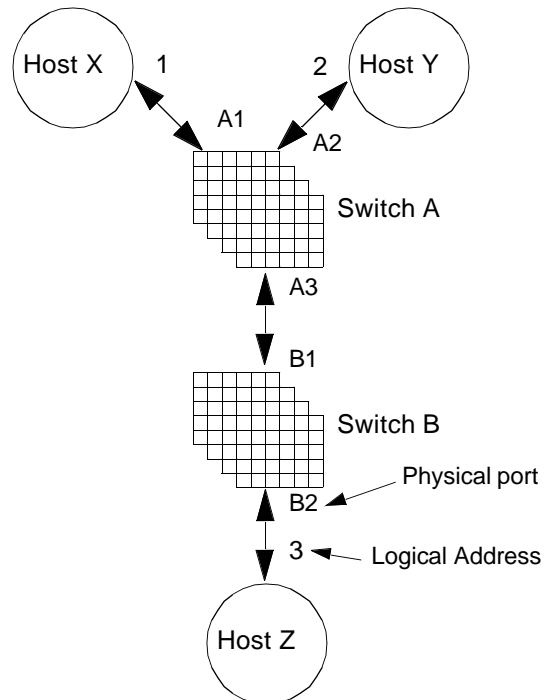 Host X
1
2
Host Y
A1
A2
Switch A
A3
B1
Switch B
Physical port
B2
3
Logical Address
Host Z